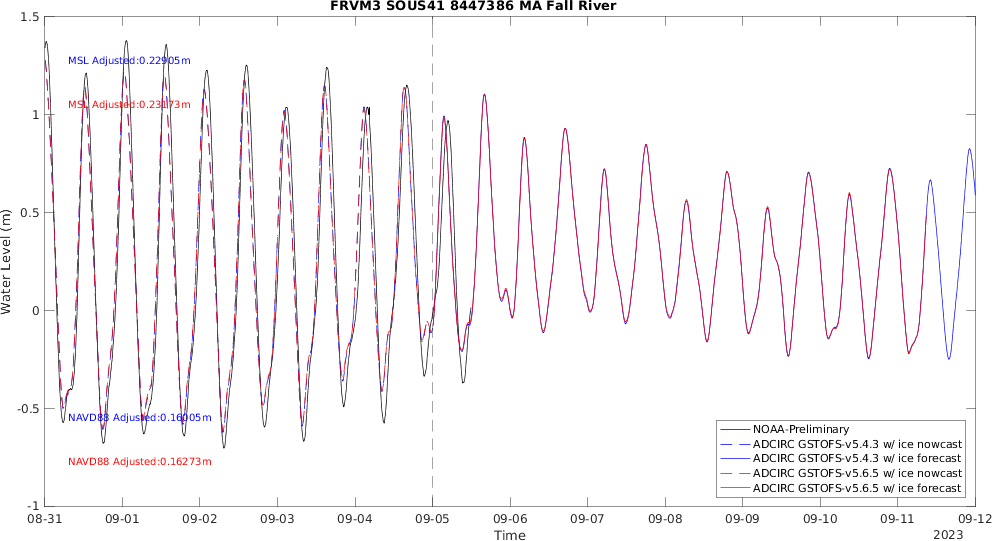 FRVM3 SOUS41 8447386 MA Fall River
1.5
1
0.5
0
-0.5
-1
Water Level (m)
MSL Adjusted:0.22905m
MSL Adjusted:0.23173m
NAVD88 Adjusted:0.16005m
NAVD88 Adjusted:0.16273m
NOAA-Preliminary
ADCIRC GSTOFS-v5.4.3 w/ ice nowcast
ADCIRC GSTOFS-v5.4.3 w/ ice forecast
ADCIRC GSTOFS-v5.6.5 w/ ice nowcast
ADCIRC GSTOFS-v5.6.5 w/ ice forecast
08-31 09-01 09-02 09-03 09-04 09-05 09-06 09-07 09-08 09-09 09-10 09-11 09-12
Time
2023